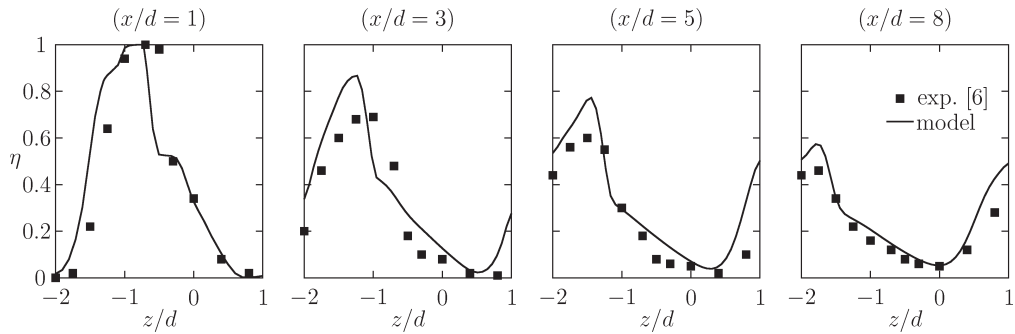 (x/d = 1) (x/d = 3) (x/d = 5) (x/d = 8)
1
0.8
exp. [6]
model
0.6
η
0.4
0.2
0
−2 −1 0 1 −2 −1 0 1 −2 −1 0 1 −2 −1 0 1
z/d z/d z/d z/d